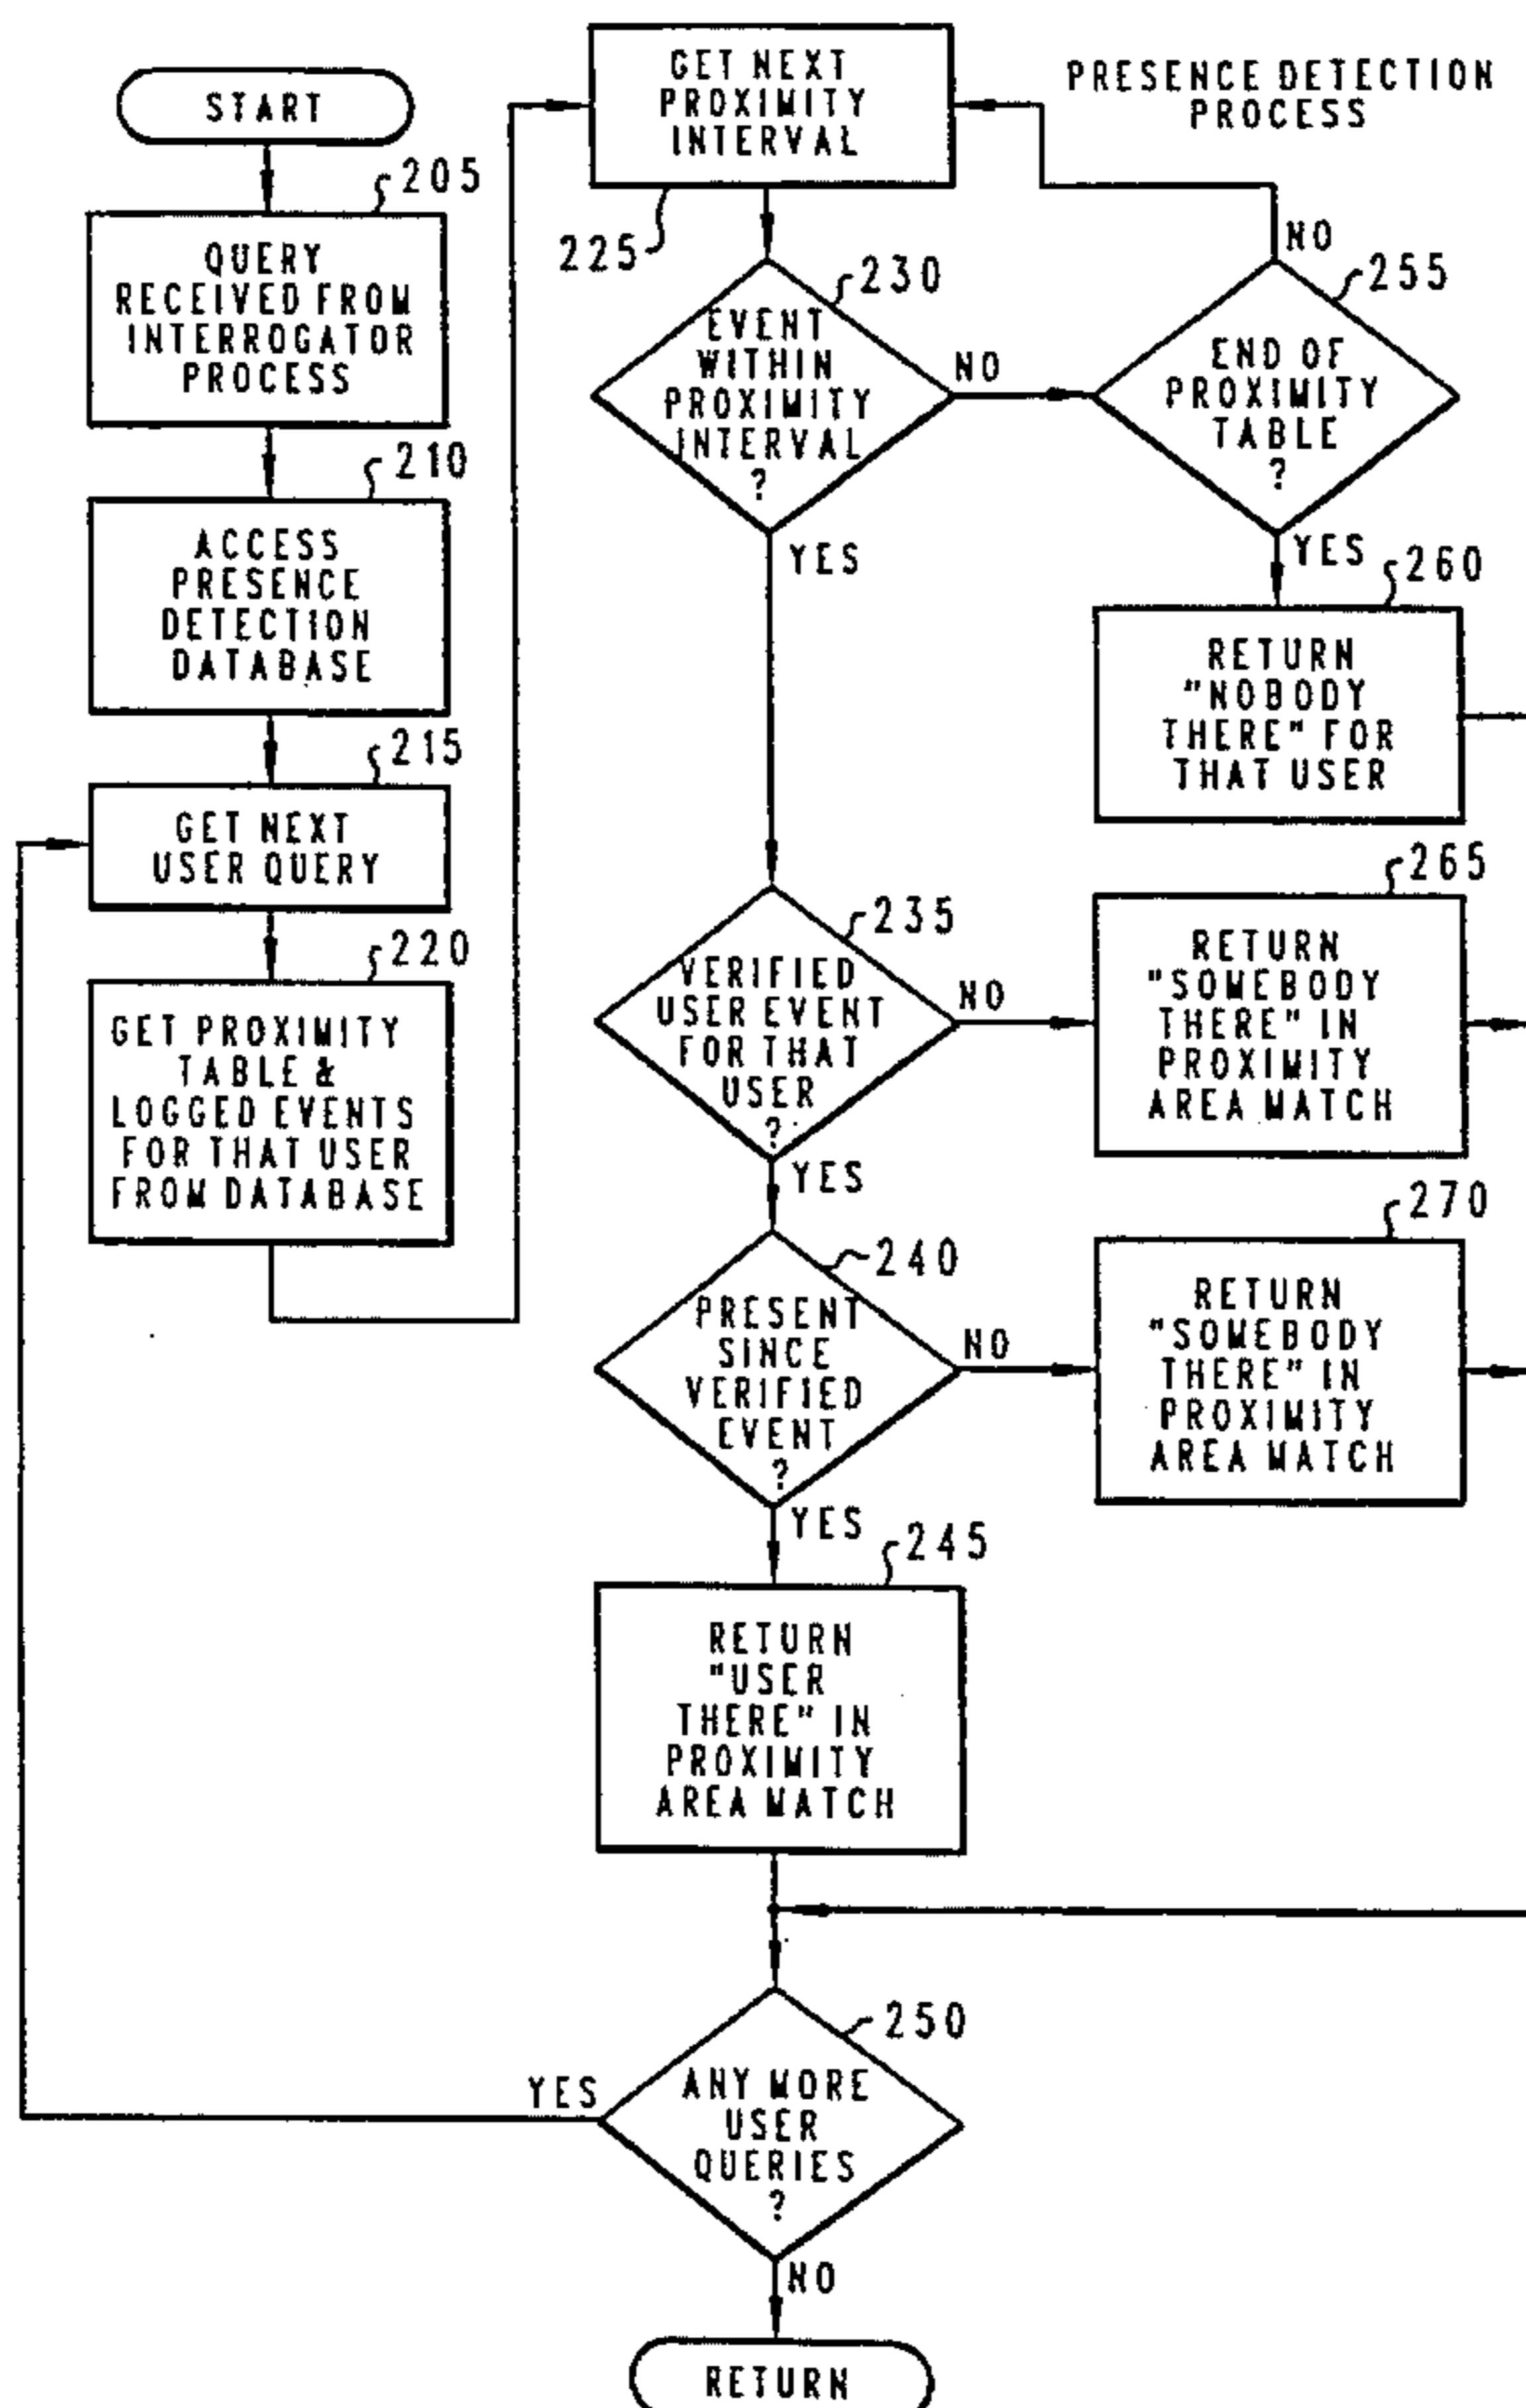 PRESENCE DETECTION
PROCESS
START
205
QUERY
RECEIVED FROM
INTERROGATOR
PROCESS
210
ACCESS
PRESENCE
DETECTION
DATABASE
215
GET NEXT
USER QUERY
220
GET PROXIMITY
TABLE &
LOGGED EVENTS
FOR THAT USER
FROM DATABASE
GET NEXT
PROXIMITY
INTERVAL
225
230
EVENT
WITHIN
PROXIMITY
INTERVAL
?
NO
YES
255
END OF
PROXIMITY
TABLE
?
NO
YES
260
RETURN
"NOBODY
THERE" FOR
THAT USER
235
VERIFIED
USER EVENT
FOR THAT
USER
?
NO
YES
265
RETURN
"SOMEBODY
THERE" IN
PROXIMITY
AREA MATCH
240
PRESENT
SINCE
VERIFIED
EVENT
?
NO
YES
270
RETURN
"SOMEBODY
THERE" IN
PROXIMITY
AREA MATCH
245
RETURN
"USER
THERE" IN
PROXIMITY
AREA MATCH
250
ANY MORE
USER
QUERIES
?
YES
NO
RETURN